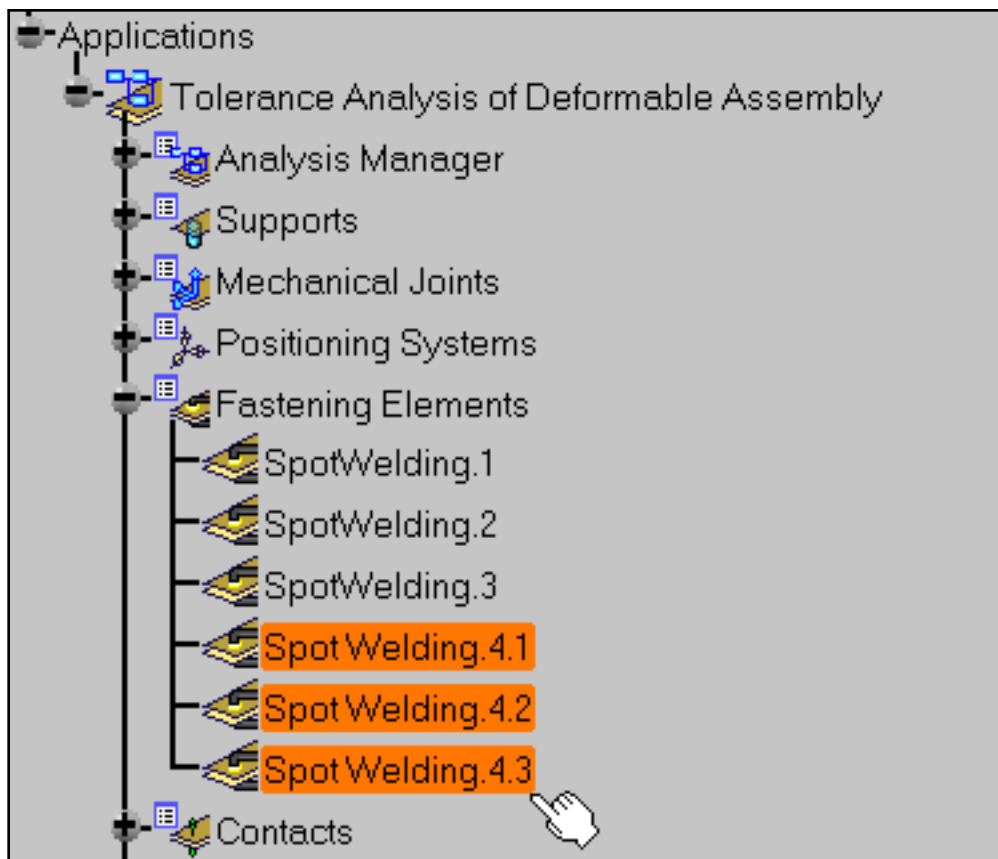 Applications
Tolerance Analysis of Deformable Assembly
Analysis Manager
Supports
Mechanical Joints
Positioning Systems
Fastening Elements
SpotWelding.1
SpotWelding.2
SpotWelding.3
Spot Welding.4.1
Spot Welding.4.2
Spot Welding.4.3
Contacts